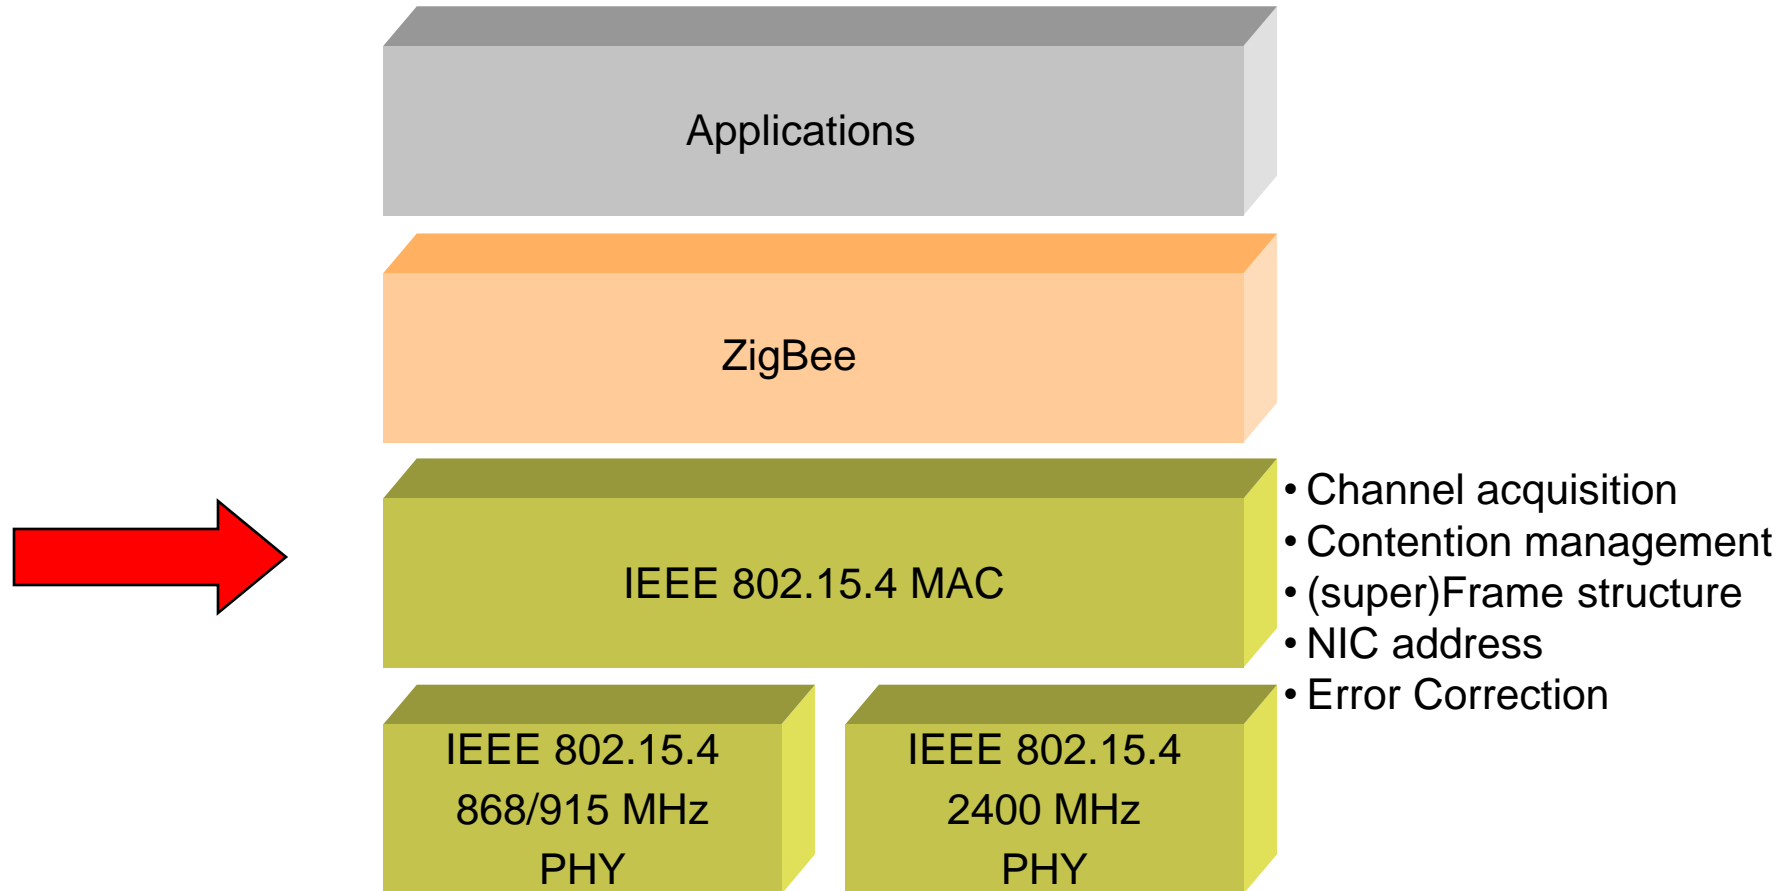 Applications
ZigBee
IEEE 802.15.4 MAC
• Channel acquisition
• Contention management
• (super)Frame structure
• NIC address
• Error Correction
IEEE 802.15.4
868/915 MHz
PHY
IEEE 802.15.4
2400 MHz
PHY